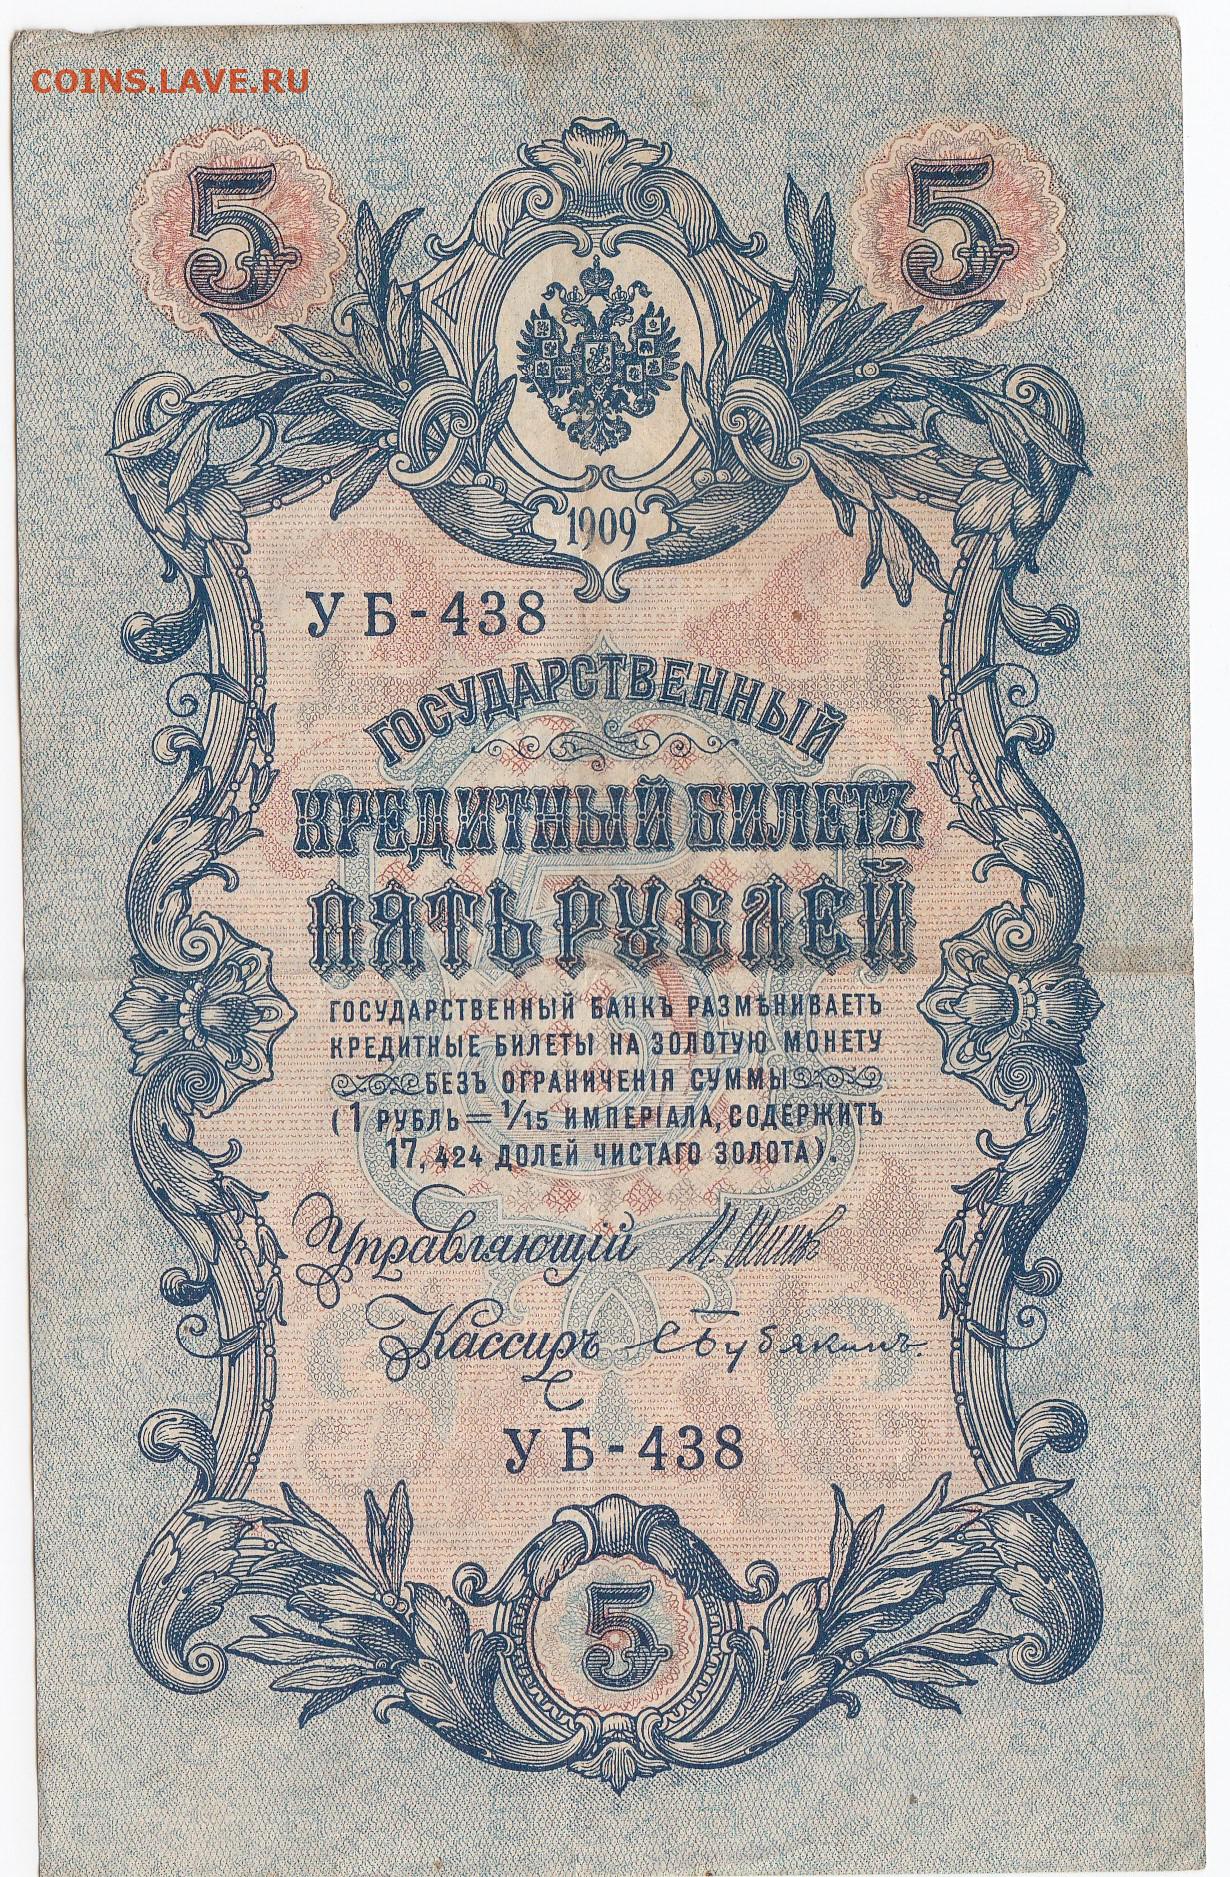 COINS.LAVE.RU
5 5
1909
УБ-438
ГОСУДАРСТВЕННЫЙ
КРЕДИТНЫЙ БИЛЕТЪ
ПЯТЬ РУБЛЕЙ
ГОСУДАРСТВЕННЫЙ БАНКЪ РАЗМѢНИВАЕТЪ
КРЕДИТНЫЕ БИЛЕТЫ НА ЗОЛОТУЮ МОНЕТУ
БЕЗЪ ОГРАНИЧЕНІЯ СУММЫ
(1 РУБЛЬ = 1/15 ИМПЕРІАЛА, СОДЕРЖИТЪ
17,424 ДОЛЕЙ ЧИСТАГО ЗОЛОТА).
Управляющій И. Шипов
Кассиръ С Бубякинъ.
УБ-438
5